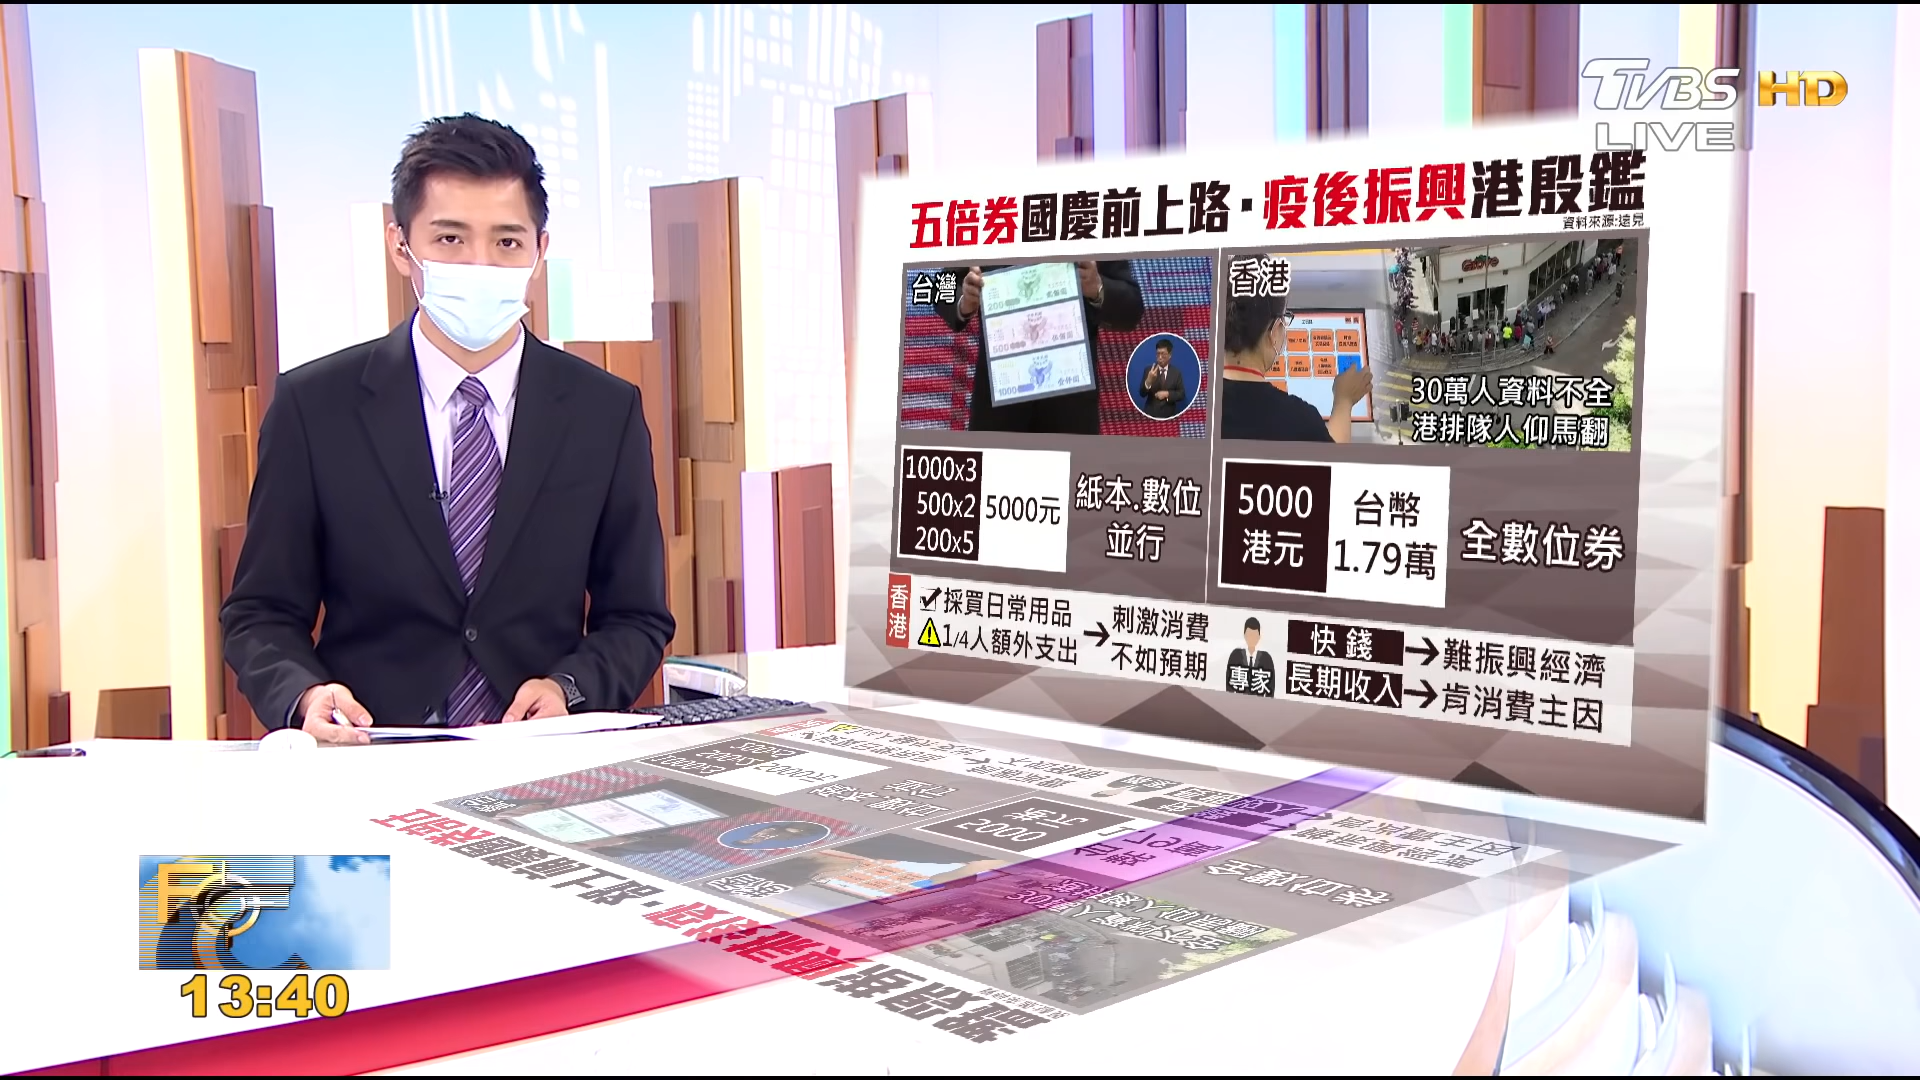 TVBS HD
LIVE
五倍券國慶前上路·疫後振興港殷鑑
資料來源:遠見
台灣
香港
30萬人資料不全
港排隊人仰馬翻
1000x3
500x2
200x5
5000元
紙本.數位
並行
5000
港元
台幣
1.79萬
全數位券
香港
採買日常用品
1/4人額外支出
刺激消費
不如預期
專家
快錢
難振興經濟
長期收入
肯消費主因
13:40